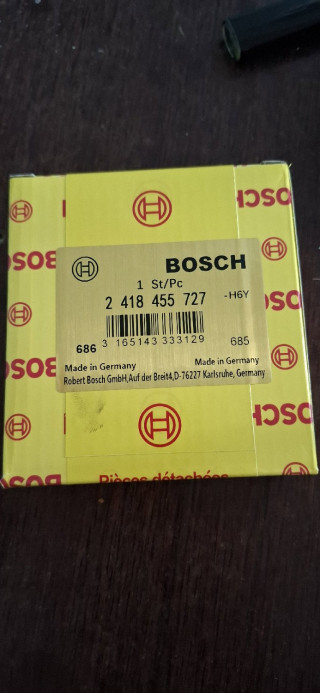 BOSCH
BOSCH
1 St/Pc
2 418 455 727 -H6Y
686 3 165143 333129 685
Made in Germany Made in Germany
Robert Bosch GmbH,Auf der Breit4,D-76227 Karlsruhe, Germany
Pièces détachées